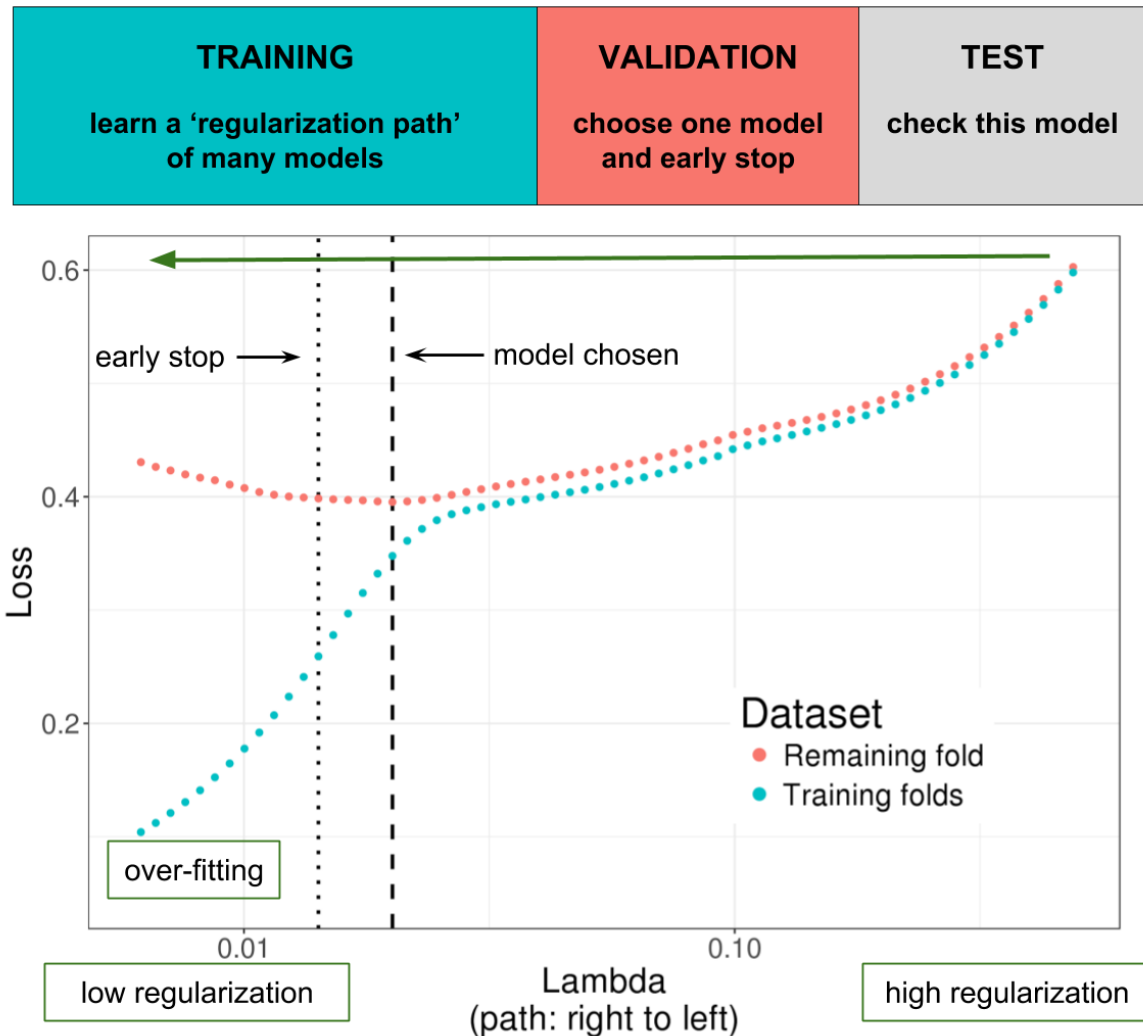 TRAINING
learn a ‘regularization path’
of many models
VALIDATION
choose one model
and early stop
TEST
check this model
0.6
early stop
model chosen
0.4
Loss
0.2
Dataset
Remaining fold
Training folds
over-fitting
0.01
0.10
low regularization
Lambda
(path: right to left)
high regularization